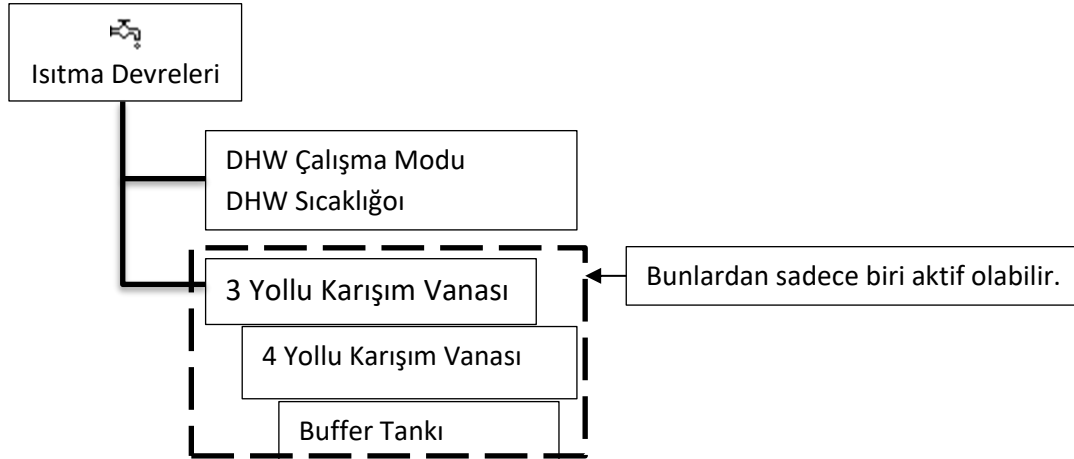 Isıtma Devreleri
DHW Çalışma Modu
DHW Sıcaklığoı
3 Yollu Karışım Vanası
Bunlardan sadece biri aktif olabilir.
4 Yollu Karışım Vanası
Buffer Tankı